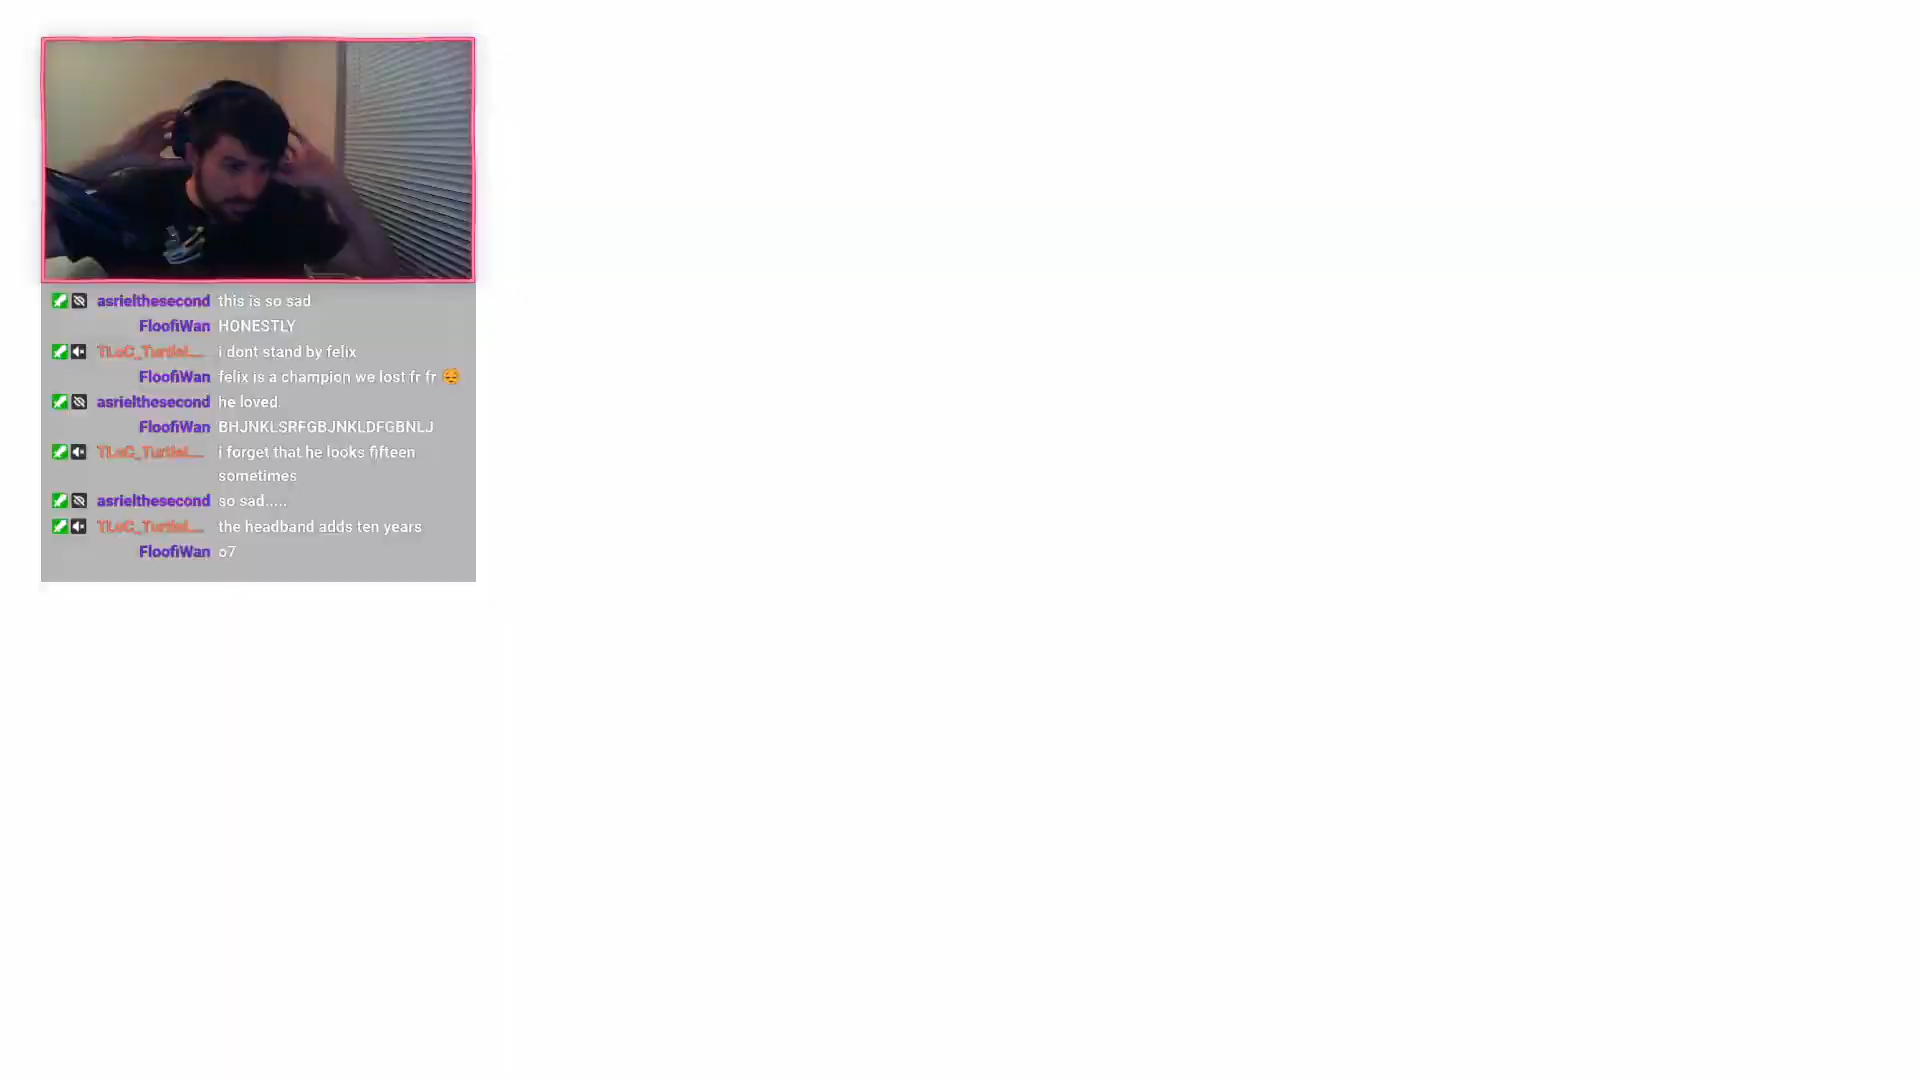 asrielthesecond this is so sad
FloofiWan HONESTLY
TLoC_Turtle... i dont stand by felix
FloofiWan felix is a champion we lost fr fr 😔
asrielthesecond he loved
FloofiWan BHJNKLSRFGBJNKLDFGBNLJ
i forget that he looks fifteen
sometimes
asrielthesecond so sad.....
the headband adds ten years
FloofiWan o7